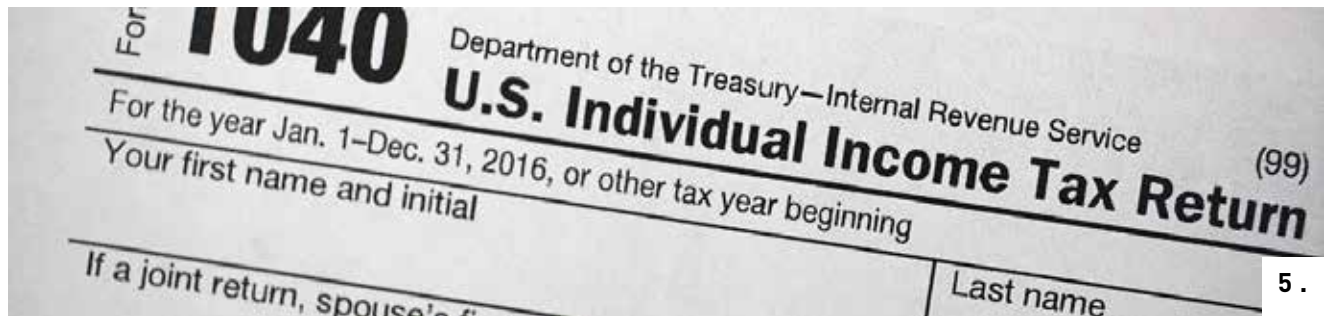 For
1040
Department of the Treasury—Internal Revenue Service
U.S. Individual Income Tax Return
(99)
For the year Jan. 1–Dec. 31, 2016, or other tax year beginning
Your first name and initial
Last name
If a joint return, spouse's
5.